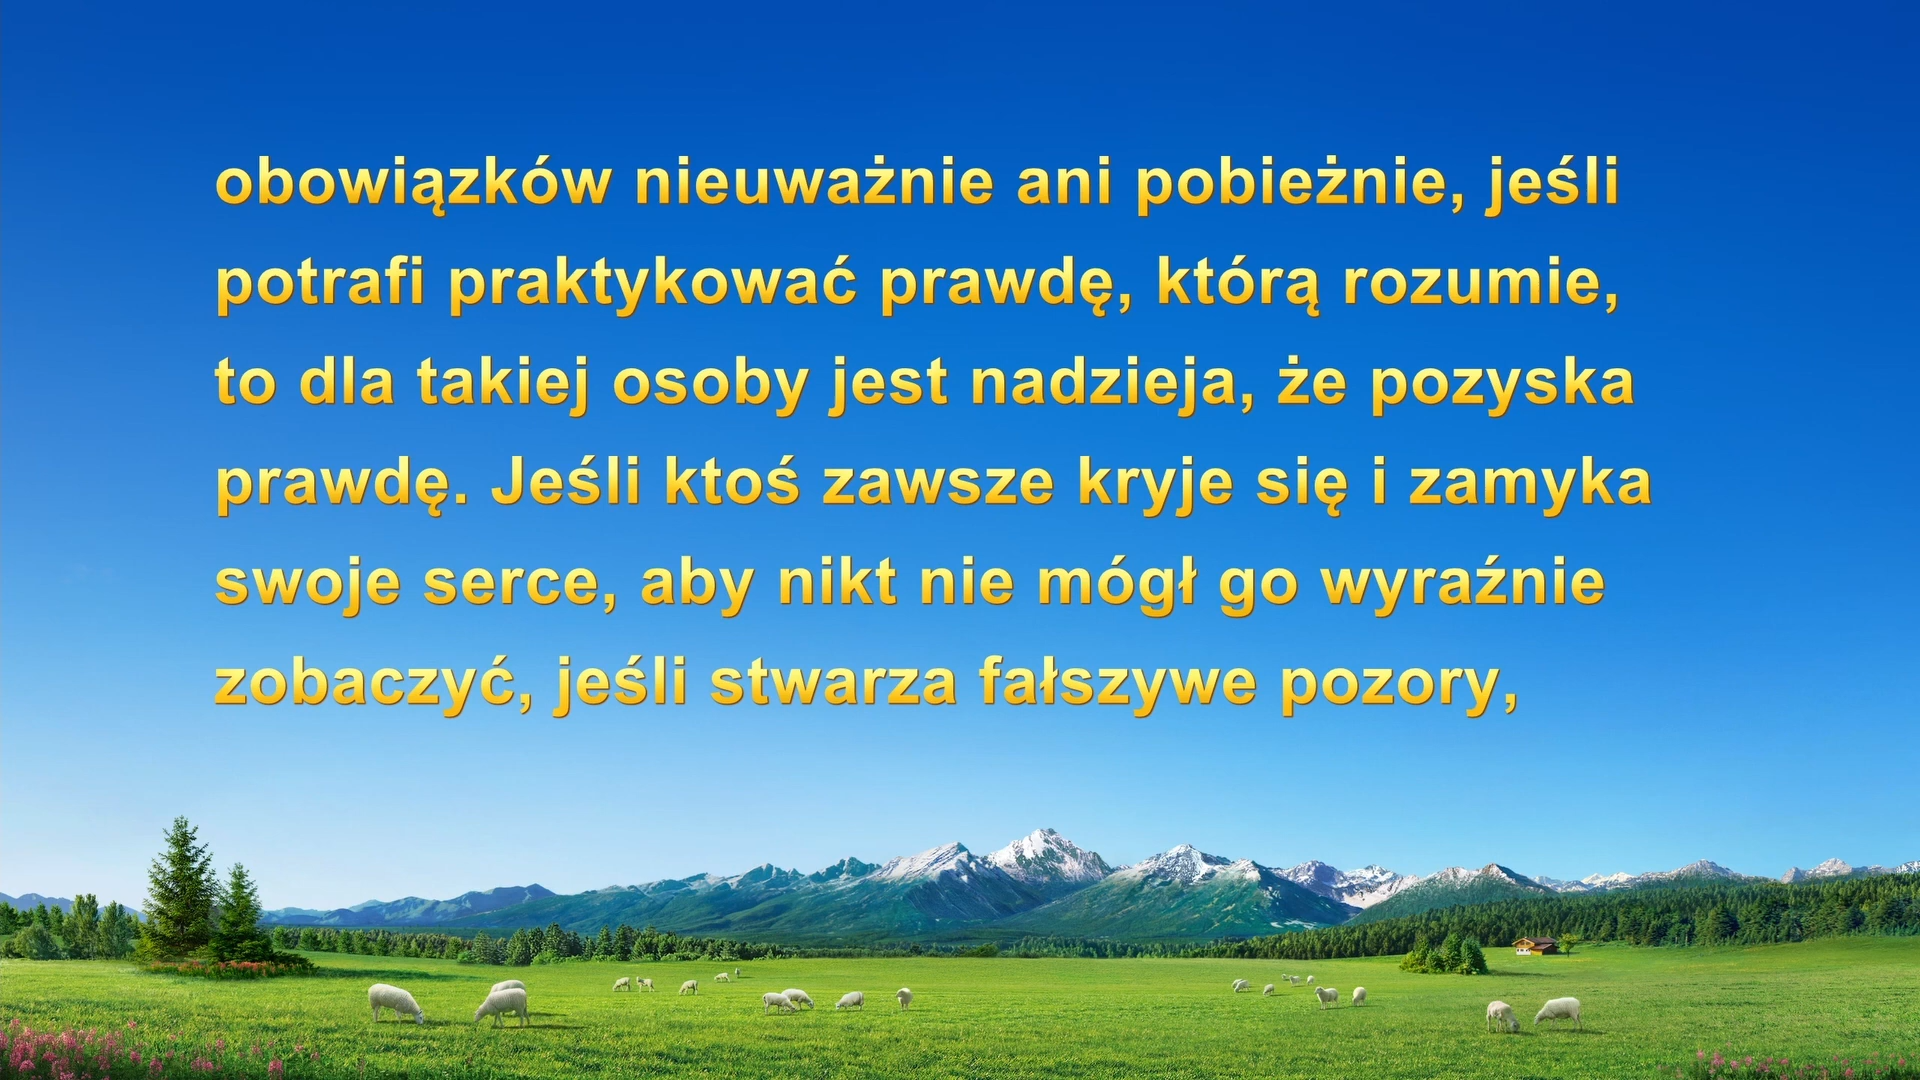 obowiązków nieuważnie ani pobieżnie, jeśli
potrafi praktykować prawdę, którą rozumie,
to dla takiej osoby jest nadzieja, że pozyska
prawdę. Jeśli ktoś zawsze kryje się i zamyka
swoje serce, aby nikt nie mógł go wyraźnie
zobaczyć, jeśli stwarza fałszywe pozory,